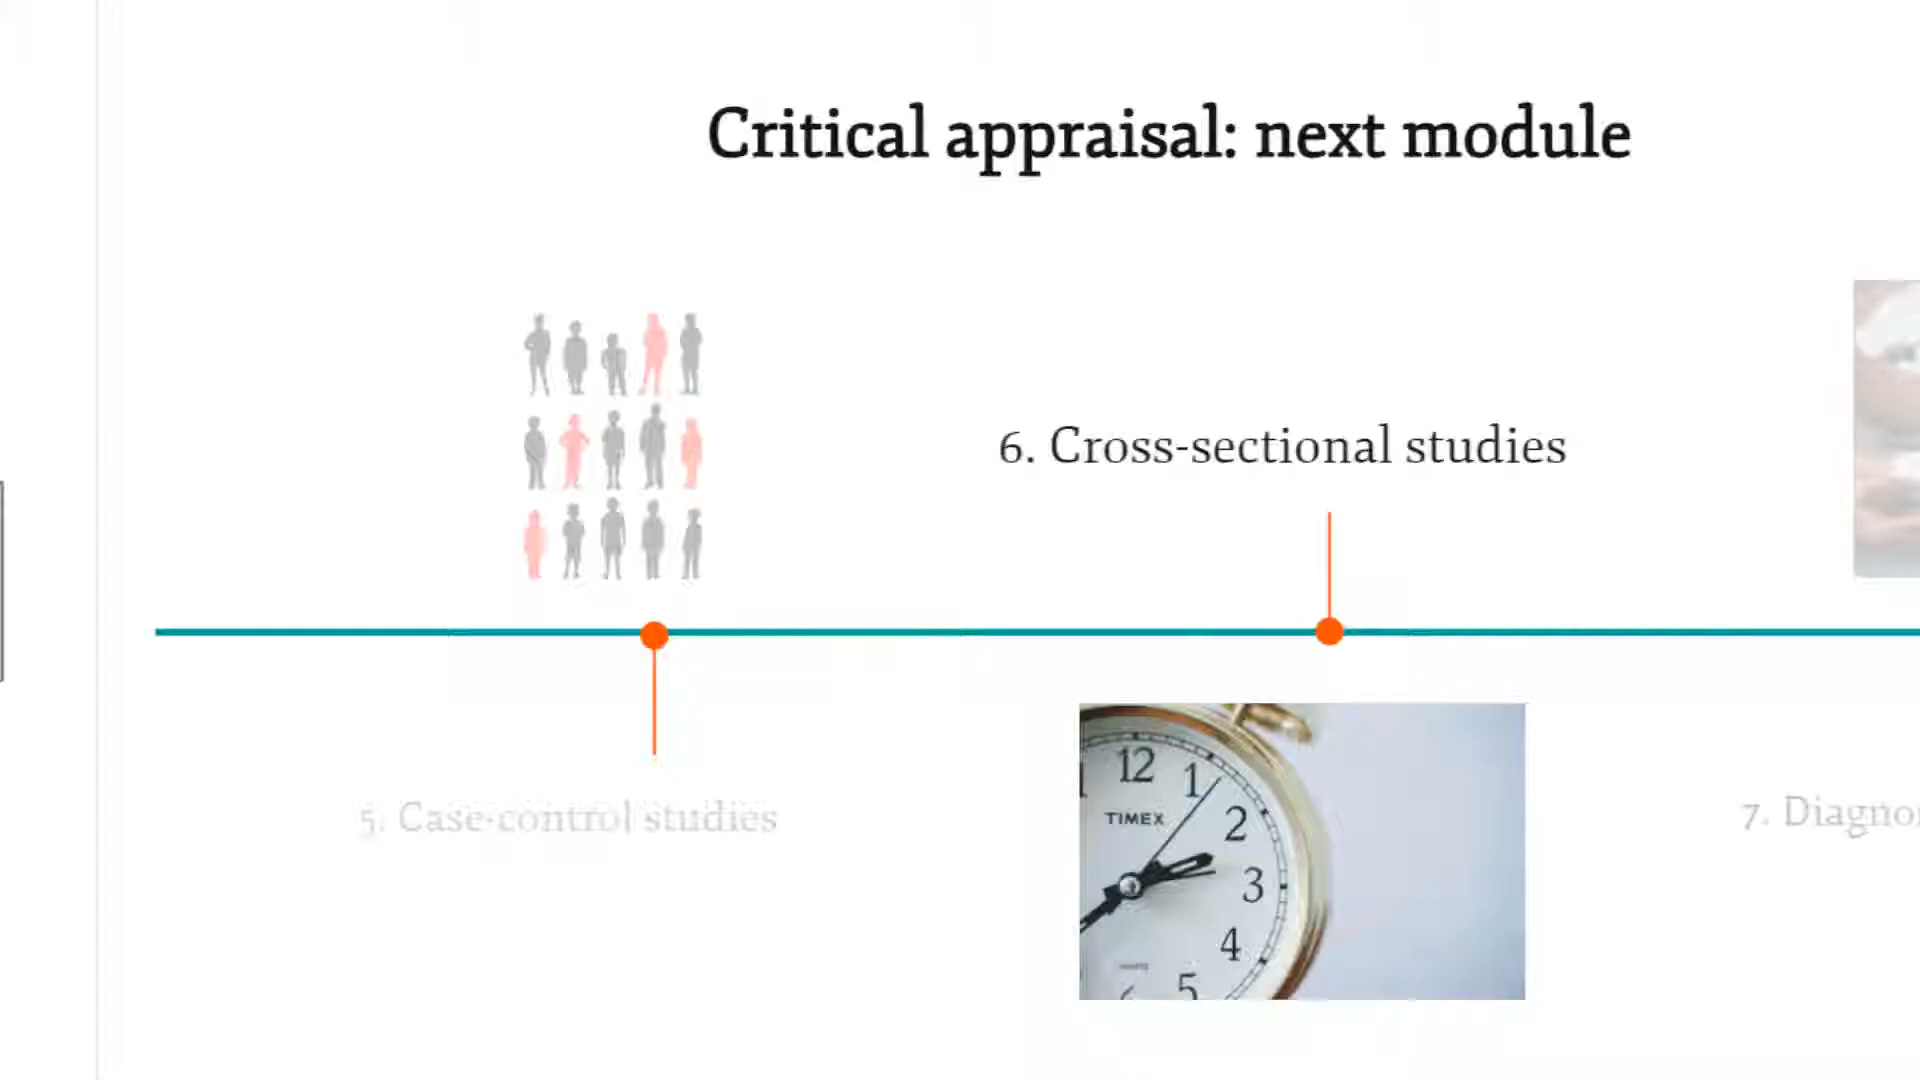 Critical appraisal: next module
6. Cross-sectional studies
12
1
2
TIMEX
3
4
5
5. Case-control studies
7.